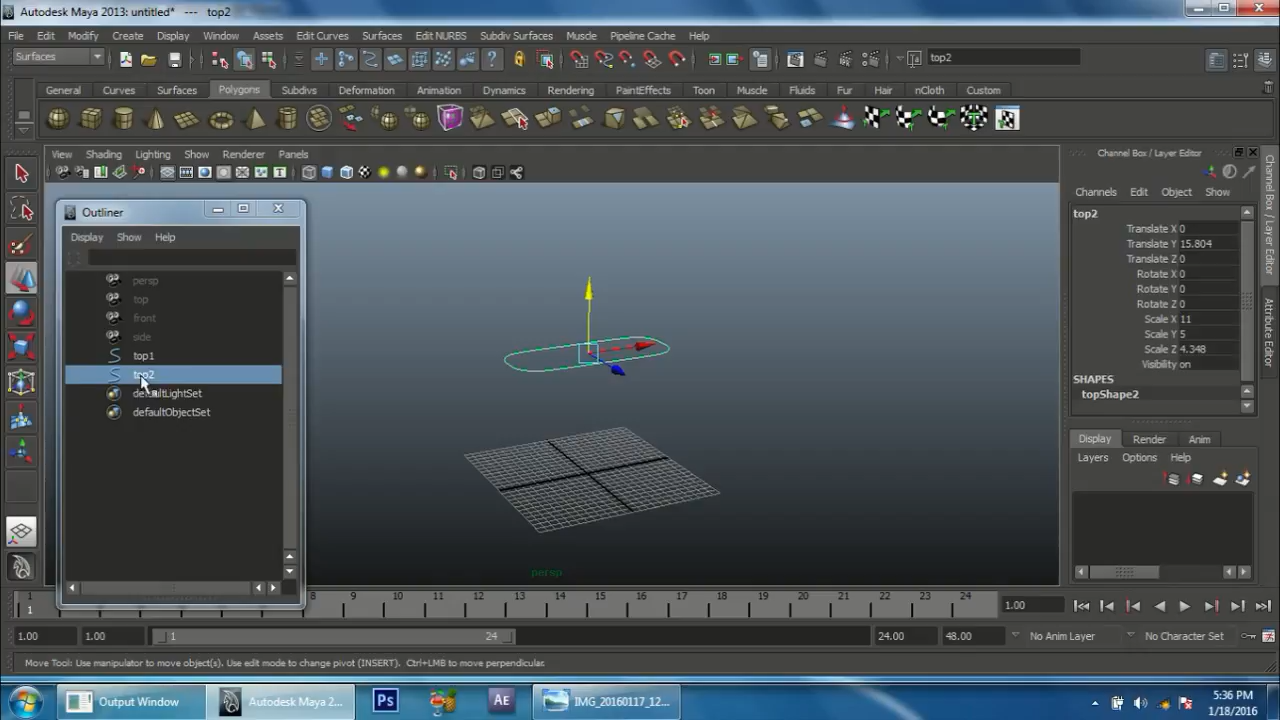 Autodesk Maya 2013: untitled* --- top2
File Edit Modify Create Display Window Assets Edit Curves Surfaces Edit NURBS Subdiv Surfaces Muscle Pipeline Cache Help
Surfaces
top2
General Curves Surfaces Polygons Subdivs Deformation Animation Dynamics Rendering PaintEffects Toon Muscle Fluids Fur Hair nCloth Custom
View Shading Lighting Show Renderer Panels
Outliner
Display Show Help
persp
top
front
side
top1
top2
defaultLightSet
defaultObjectSet
persp
Channel Box / Layer Editor
Channels Edit Object Show
top2
Translate X 0
Translate Y 15.804
Translate Z 0
Rotate X 0
Rotate Y 0
Rotate Z 0
Scale X 11
Scale Y 5
Scale Z 4.348
Visibility on
SHAPES
topShape2
Display Render Anim
Layers Options Help
Channel Box / Layer Editor
Attribute Editor
1 8 9 10 11 12 13 14 15 16 17 18 19 20 21 22 23 24
1
1.00
1.00 1.00 1 24 24.00 48.00 No Anim Layer No Character Set
Move Tool: Use manipulator to move object(s). Use edit mode to change pivot (INSERT). Ctrl+LMB to move perpendicular.
Output Window Autodesk Maya 2... Ps AE IMG_20160117_12...
5:36 PM
1/18/2016